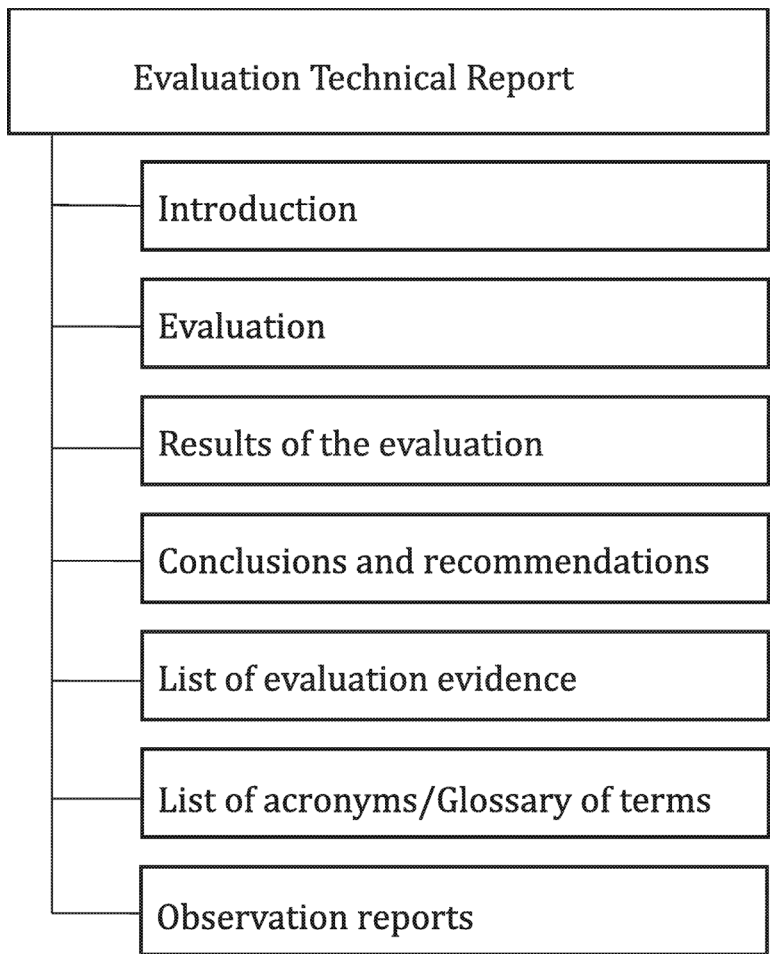 Evaluation Technical Report
Introduction
Evaluation
Results of the evaluation
Conclusions and recommendations
List of evaluation evidence
List of acronyms/Glossary of terms
Observation reports